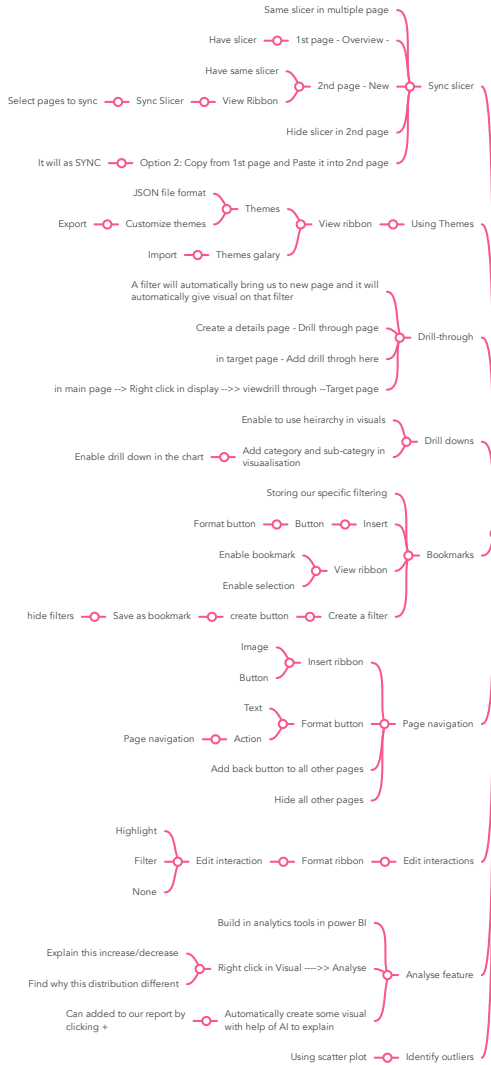 Same slicer in multiple page
Have slicer
1st page - Overview -
Have same slicer
2nd page - New
Sync slicer
Select pages to sync
Sync Slicer
View Ribbon
Hide slicer in 2nd page
It will as SYNC
Option 2: Copy from 1st page and Paste it into 2nd page
JSON file format
Themes
Export
Customize themes
View ribbon
Using Themes
Import
Themes galary
A filter will automatically bring us to new page and it will
automatically give visual on that filter
Create a details page - Drill through page
Drill-through
in target page - Add drill throgh here
in main page --> Right click in display -->> viewdrill through --Target page
Enable to use heirarchy in visuals
Drill downs
Enable drill down in the chart
Add category and sub-categry in
visuaalisation
Storing our specific filtering
Format button
Button
Insert
Enable bookmark
Bookmarks
View ribbon
Enable selection
hide filters
Save as bookmark
create button
Create a filter
Image
Insert ribbon
Button
Text
Format button
Page navigation
Page navigation
Action
Add back button to all other pages
Hide all other pages
Highlight
Filter
Edit interaction
Format ribbon
Edit interactions
None
Build in analytics tools in power BI
Explain this increase/decrease
Right click in Visual ---->> Analyse
Analyse feature
Find why this distribution different
Can added to our report by
clicking +
Automatically create some visual
with help of AI to explain
Using scatter plot
Identify outliers